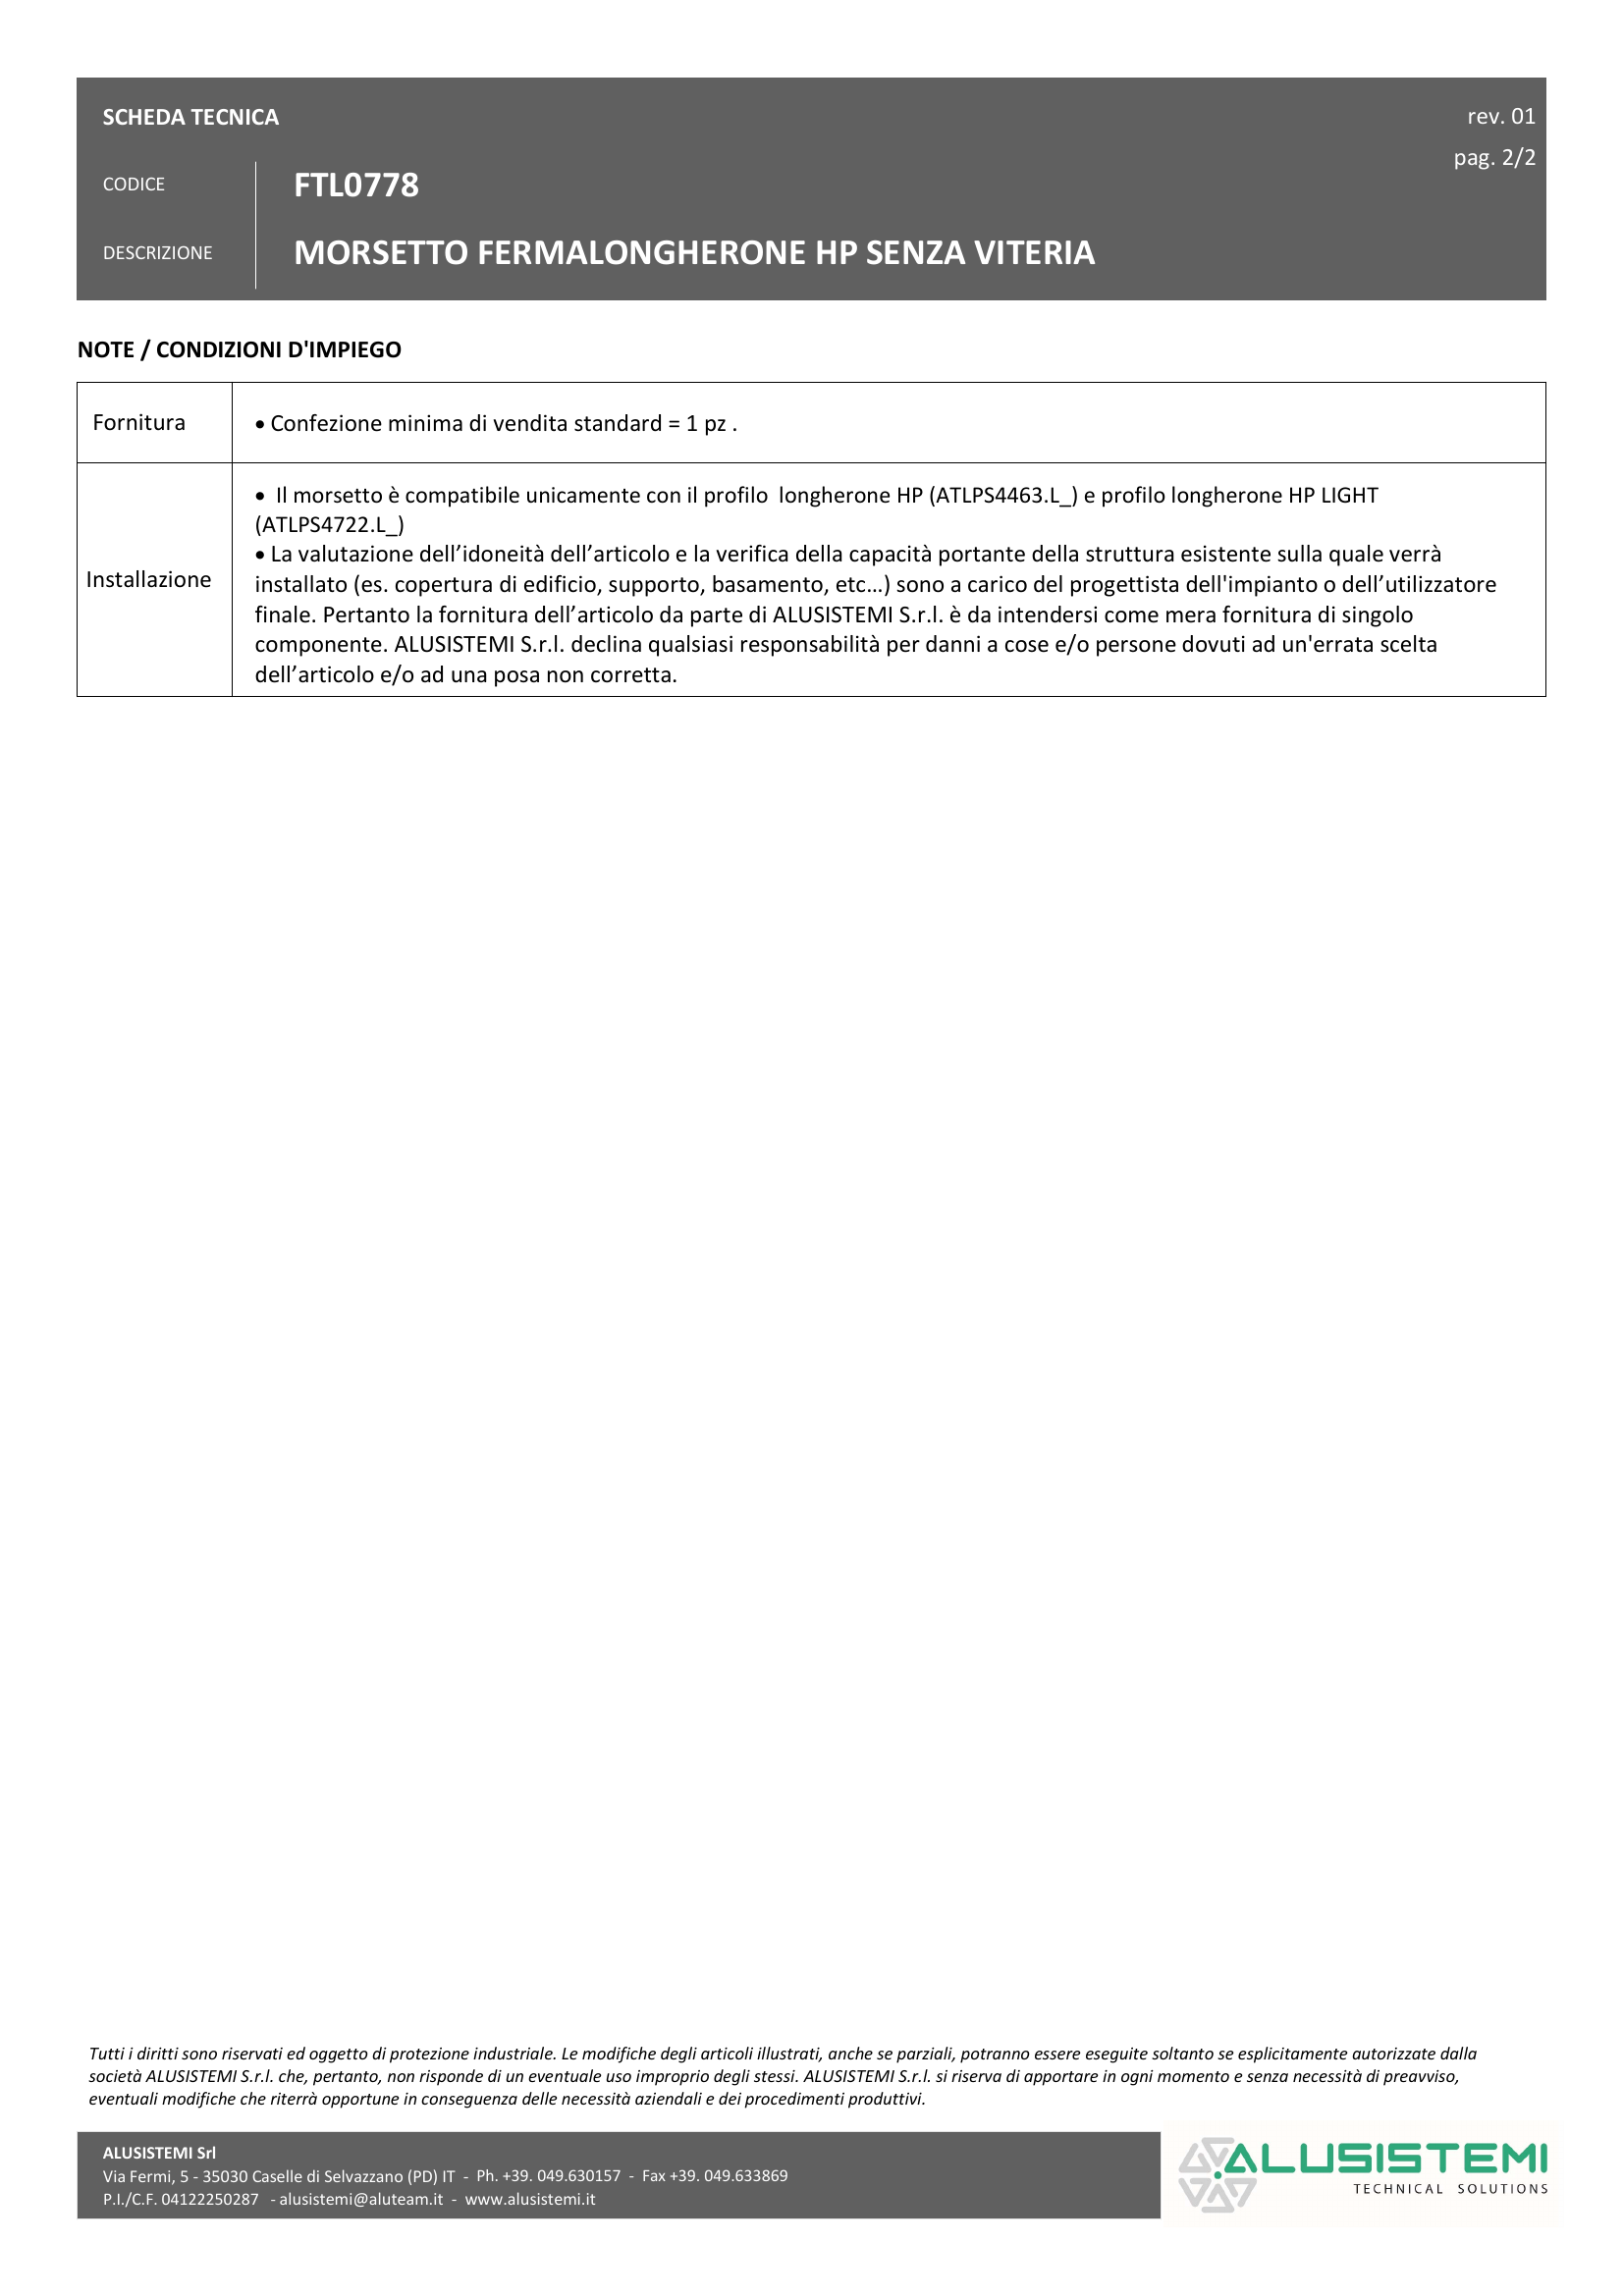 SCHEDA TECNICA
rev. 01
pag. 2/2
CODICE
FTL0778
DESCRIZIONE
MORSETTO FERMALONGHERONE HP SENZA VITERIA
NOTE / CONDIZIONI D'IMPIEGO
Fornitura
• Confezione minima di vendita standard = 1 pz .
Installazione
• Il morsetto è compatibile unicamente con il profilo longherone HP (ATLPS4463.L_) e profilo longherone HP LIGHT
(ATLPS4722.L_)
• La valutazione dell’idoneità dell’articolo e la verifica della capacità portante della struttura esistente sulla quale verrà
installato (es. copertura di edificio, supporto, basamento, etc…) sono a carico del progettista dell'impianto o dell’utilizzatore
finale. Pertanto la fornitura dell’articolo da parte di ALUSISTEMI S.r.l. è da intendersi come mera fornitura di singolo
componente. ALUSISTEMI S.r.l. declina qualsiasi responsabilità per danni a cose e/o persone dovuti ad un'errata scelta
dell’articolo e/o ad una posa non corretta.
Tutti i diritti sono riservati ed oggetto di protezione industriale. Le modifiche degli articoli illustrati, anche se parziali, potranno essere eseguite soltanto se esplicitamente autorizzate dalla
società ALUSISTEMI S.r.l. che, pertanto, non risponde di un eventuale uso improprio degli stessi. ALUSISTEMI S.r.l. si riserva di apportare in ogni momento e senza necessità di preavviso,
eventuali modifiche che riterrà opportune in conseguenza delle necessità aziendali e dei procedimenti produttivi.
ALUSISTEMI Srl
Via Fermi, 5 - 35030 Caselle di Selvazzano (PD) IT - Ph. +39. 049.630157 - Fax +39. 049.633869
P.I./C.F. 04122250287 - alusistemi@aluteam.it - www.alusistemi.it
ALUSISTEMI
TECHNICAL SOLUTIONS